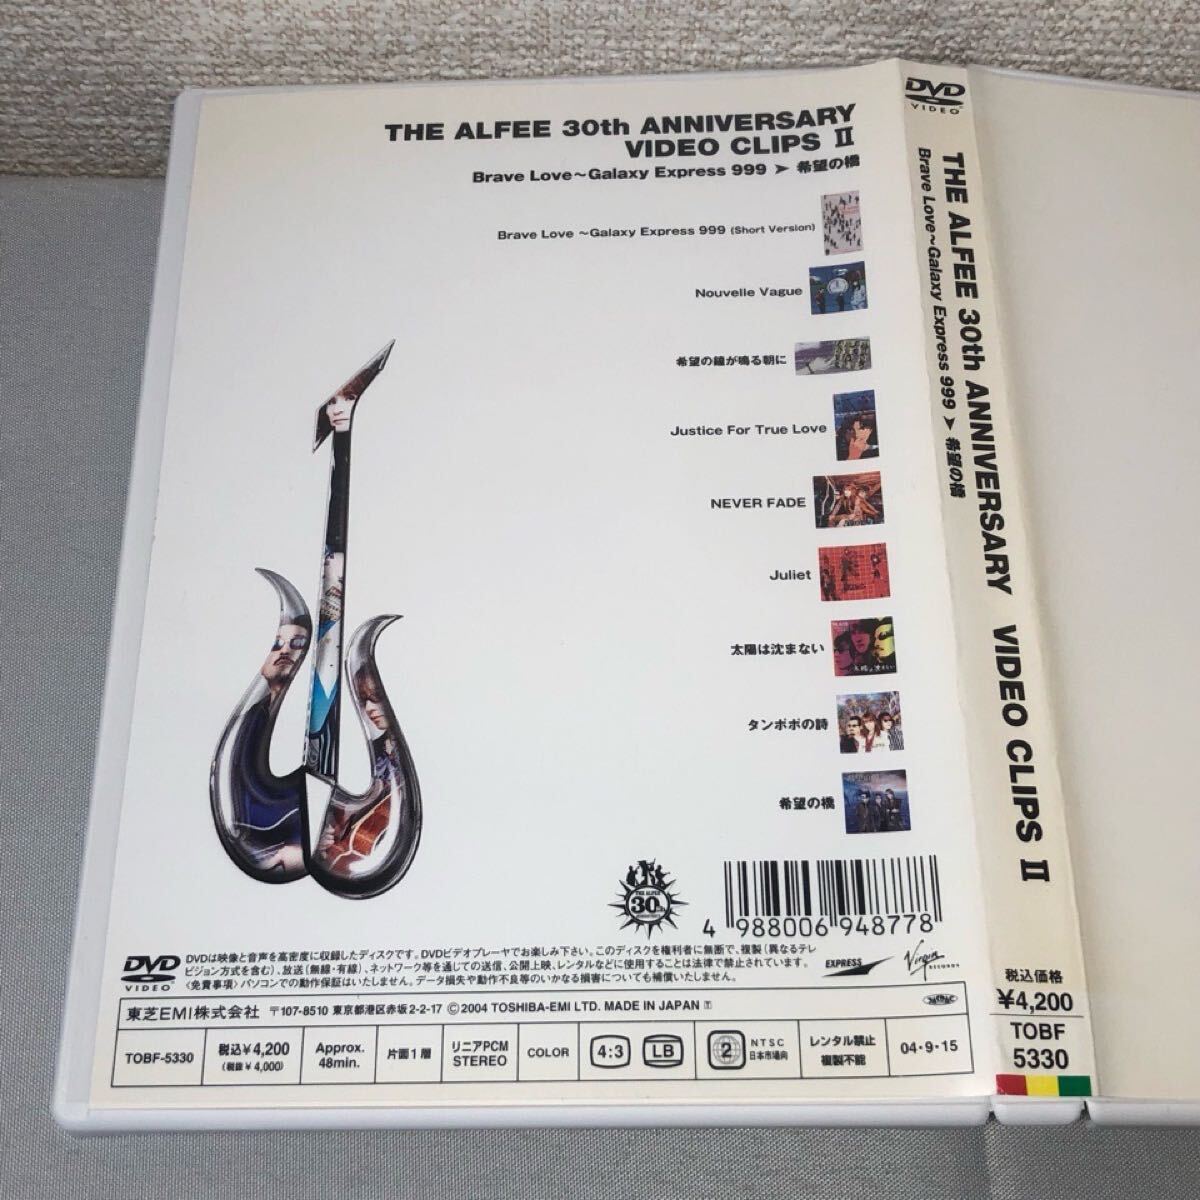 THE ALFEE 30th ANNIVERSARY
VIDEO CLIPS Ⅱ
Brave Love～Galaxy Express 999 ➤ 希望の橋
Brave Love ～Galaxy Express 999 (Short Version)
Nouvelle Vague
希望の鐘が鳴る朝に
Justice For True Love
NEVER FADE
Juliet
太陽は沈まない
タンポポの詩
希望の橋
THE ALFEE
30th
4 988006 948778
DVD
VIDEO
DVDは映像と音声を高密度に収録したディスクです。DVDビデオプレーヤでお楽しみ下さい。このディスクを権利者に無断で、複製(異なるテレ
ビジョン方式を含む)、放送(無線・有線)、ネットワーク等を通じての送信、公開上映、レンタルなどに使用することは法律で禁止されています。
<免責事項>パソコンでの動作保証はいたしません。データ損失や動作不良等のいかなる損害についても補償いたしません。
EXPRESS
Virgin
RECORDS
東芝EMI株式会社 〒107-8510 東京都港区赤坂2-2-17 ©2004 TOSHIBA-EMI LTD. MADE IN JAPAN Ⓣ
TOBF-5330
税込¥4,200
(税抜 ¥4,000)
Approx.
48min.
片面1層
リニアPCM
STEREO
COLOR
4:3
LB
2
NTSC
日本市場向
レンタル禁止
複製不能
04・9・15
DVD
VIDEO
THE ALFEE 30th ANNIVERSARY VIDEO CLIPS Ⅱ
Brave Love～Galaxy Express 999 ➤ 希望の橋
税込価格
¥4,200
TOBF
5330